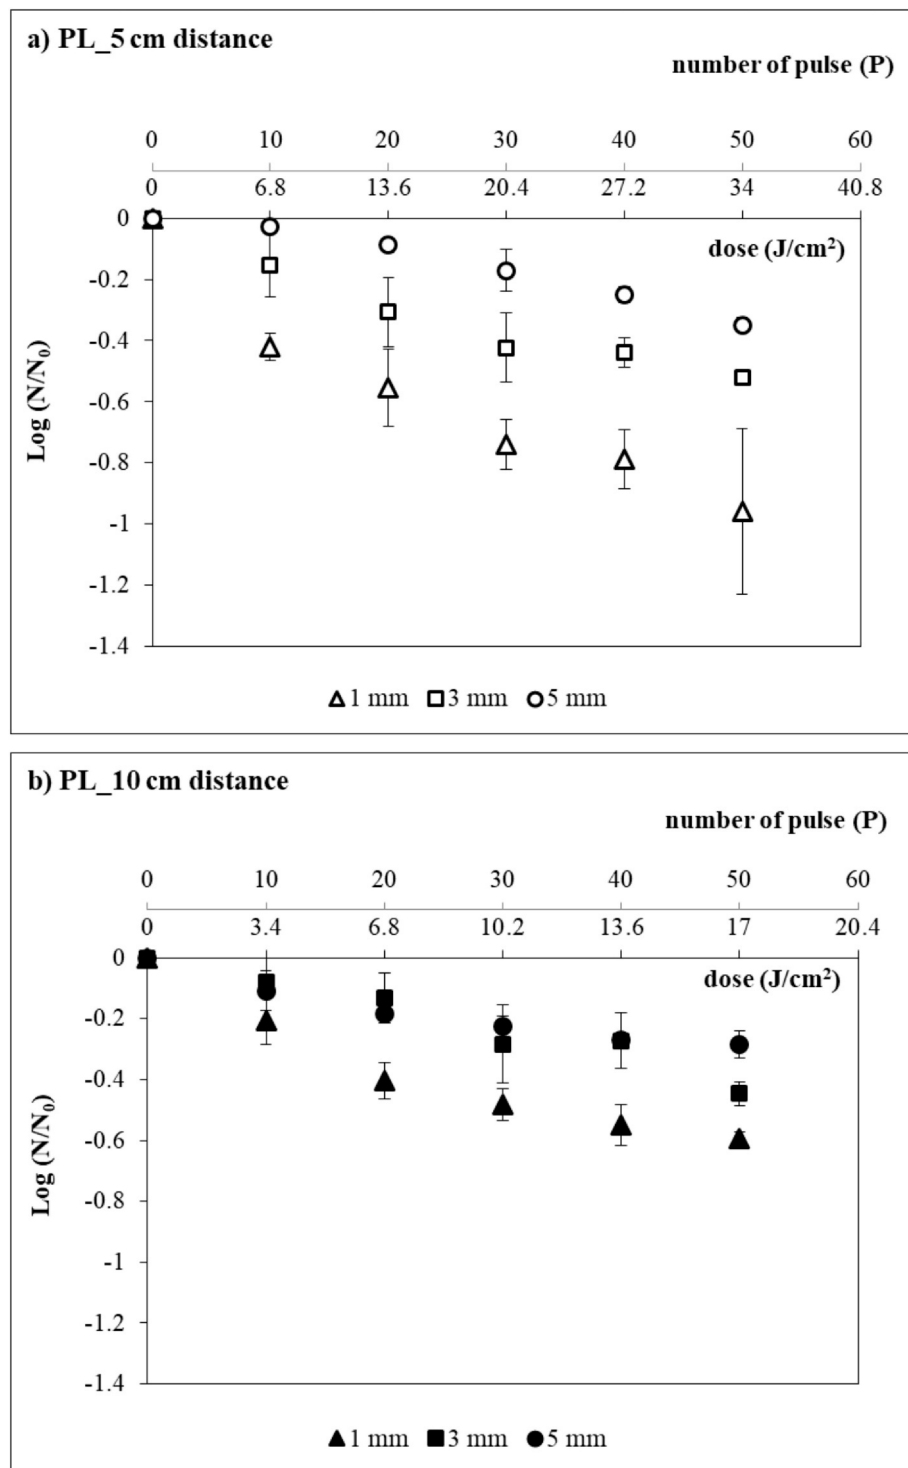 a) PL_5 cm distance
number of pulse (P)
0 10 20 30 40 50 60
0 6.8 13.6 20.4 27.2 34 40.8
dose (J/cm²)
0
-0.2
-0.4
-0.6
-0.8
-1
-1.2
-1.4
Log (N/N₀)
1 mm 3 mm 5 mm
b) PL_10 cm distance
number of pulse (P)
0 10 20 30 40 50 60
0 3.4 6.8 10.2 13.6 17 20.4
dose (J/cm²)
0
-0.2
-0.4
-0.6
-0.8
-1
-1.2
-1.4
Log (N/N₀)
1 mm 3 mm 5 mm